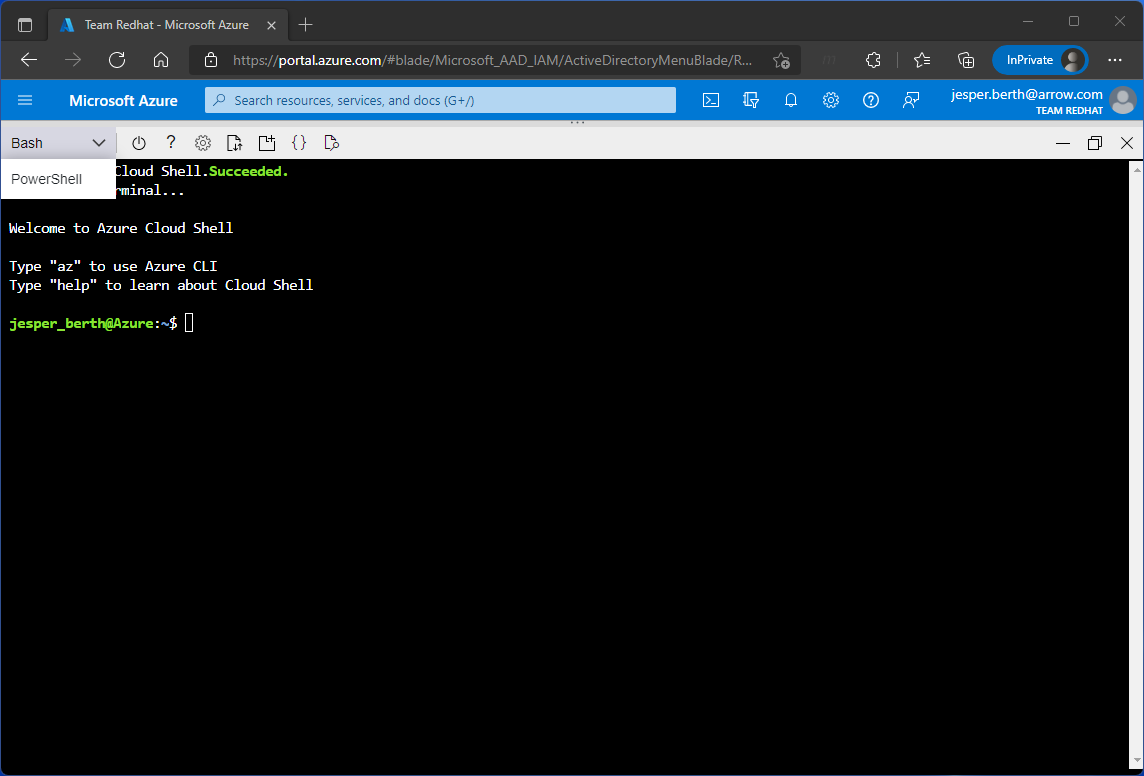 Team Redhat - Microsoft Azure
https://portal.azure.com/#blade/Microsoft_AAD_IAM/ActiveDirectoryMenuBlade/R...
InPrivate
Microsoft Azure
Search resources, services, and docs (G+/)
jesper.berth@arrow.com
TEAM REDHAT
Bash
PowerShell
Cloud Shell.Succeeded.
rminal...
Welcome to Azure Cloud Shell
Type "az" to use Azure CLI
Type "help" to learn about Cloud Shell
jesper_berth@Azure:~$